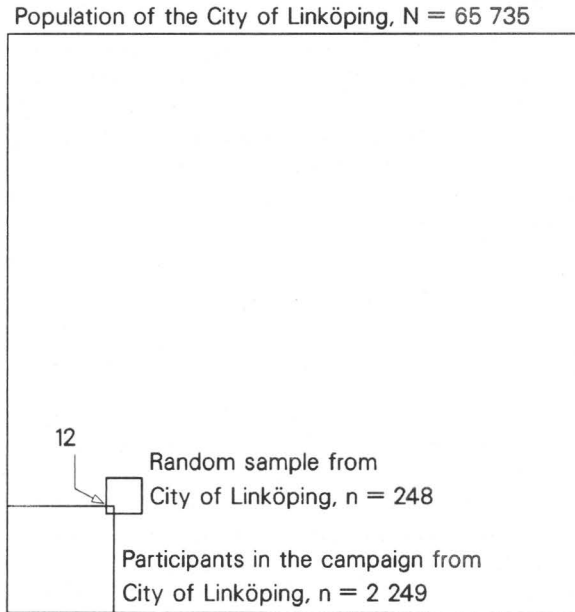 Population of the City of Linköping, N = 65 735
12
Random sample from
City of Linköping, n = 248
Participants in the campaign from
City of Linköping, n = 2 249